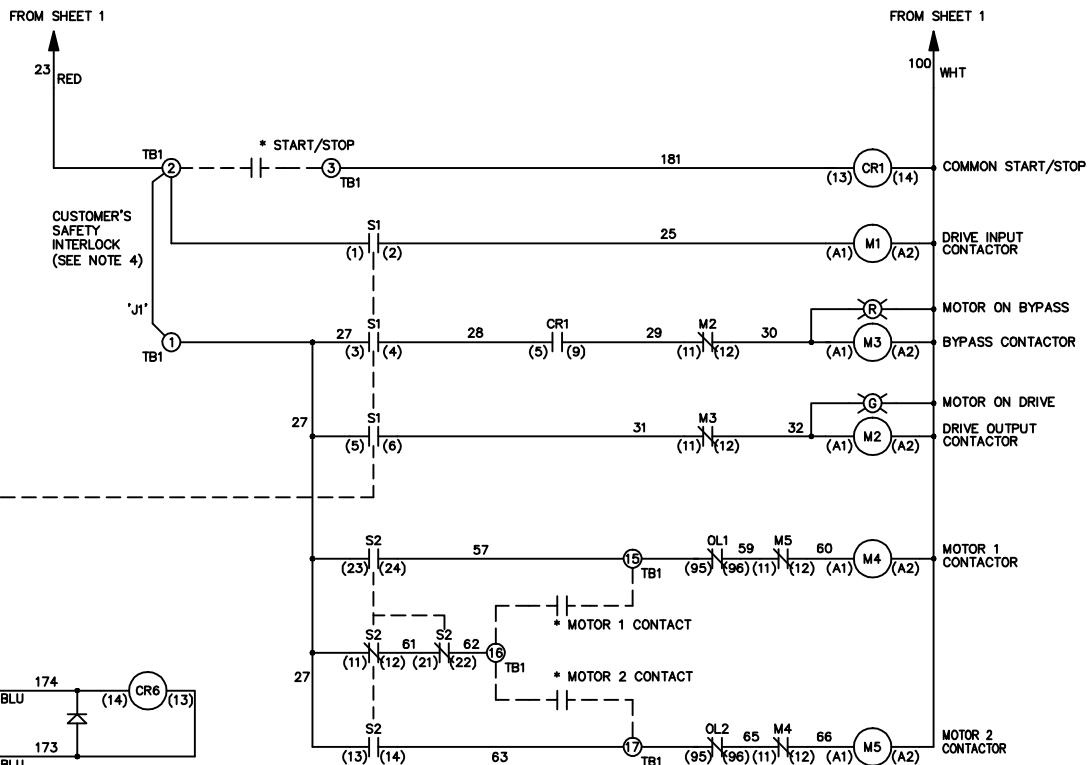 FROM SHEET 1
FROM SHEET 1
23
RED
100
WHT
* START/STOP
TB1
2
3
TB1
181
CR1
(13)
(14)
COMMON START/STOP
CUSTOMER'S
SAFETY
INTERLOCK
(SEE NOTE 4)
S1
(1)
(2)
25
M1
(A1)
(A2)
DRIVE INPUT
CONTACTOR
'J1'
R
MOTOR ON BYPASS
1
TB1
27
S1
(3)
(4)
28
CR1
(5)
(9)
29
M2
(11)
(12)
30
M3
(A1)
(A2)
BYPASS CONTACTOR
G
MOTOR ON DRIVE
27
S1
(5)
(6)
31
M3
(11)
(12)
32
M2
(A1)
(A2)
DRIVE OUTPUT
CONTACTOR
S2
(23)
(24)
57
15
TB1
OL1
(95)
(96)
59
M5
(11)
(12)
60
M4
(A1)
(A2)
MOTOR 1
CONTACTOR
* MOTOR 1 CONTACT
S2
(11)
(12)
61
S2
(21)
(22)
62
16
TB1
27
* MOTOR 2 CONTACT
174
BLU
(14)
CR6
(13)
173
BLU
S2
(13)
(14)
63
17
TB1
OL2
(95)
(96)
65
M4
(11)
(12)
66
M5
(A1)
(A2)
MOTOR 2
CONTACTOR